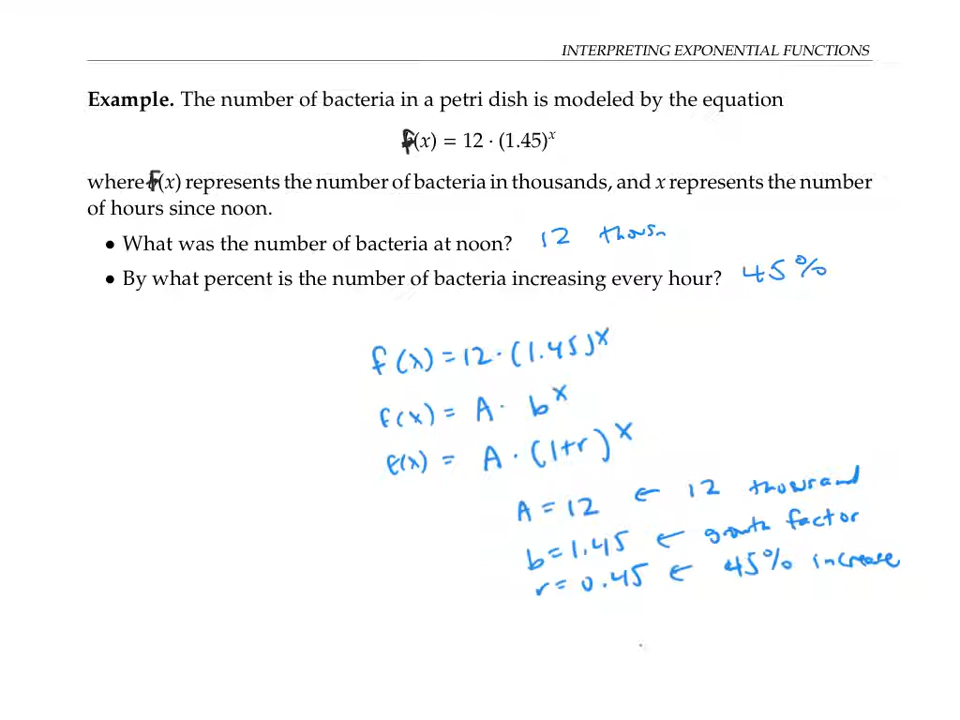 INTERPRETING EXPONENTIAL FUNCTIONS
Example. The number of bacteria in a petri dish is modeled by the equation
f(x) = 12 · (1.45)^x
where f(x) represents the number of bacteria in thousands, and x represents the number
of hours since noon.
• What was the number of bacteria at noon? 12 thousn
• By what percent is the number of bacteria increasing every hour? 45%
f(x) = 12 · (1.45)^x
f(x) = A · b^x
f(x) = A · (1+r)^x
A = 12 ← 12 thousand
b = 1.45 ← growth factor
r = 0.45 ← 45% increase